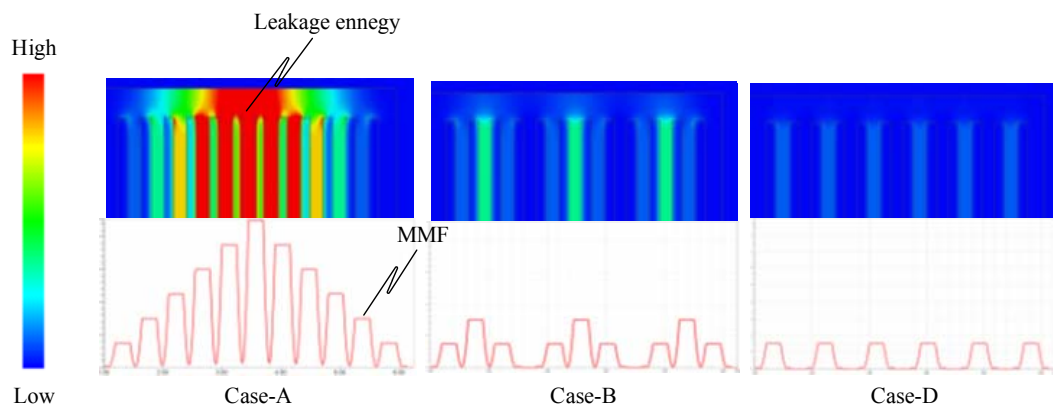 Leakage ennegy
High
MMF
Low
Case-A
Case-B
Case-D